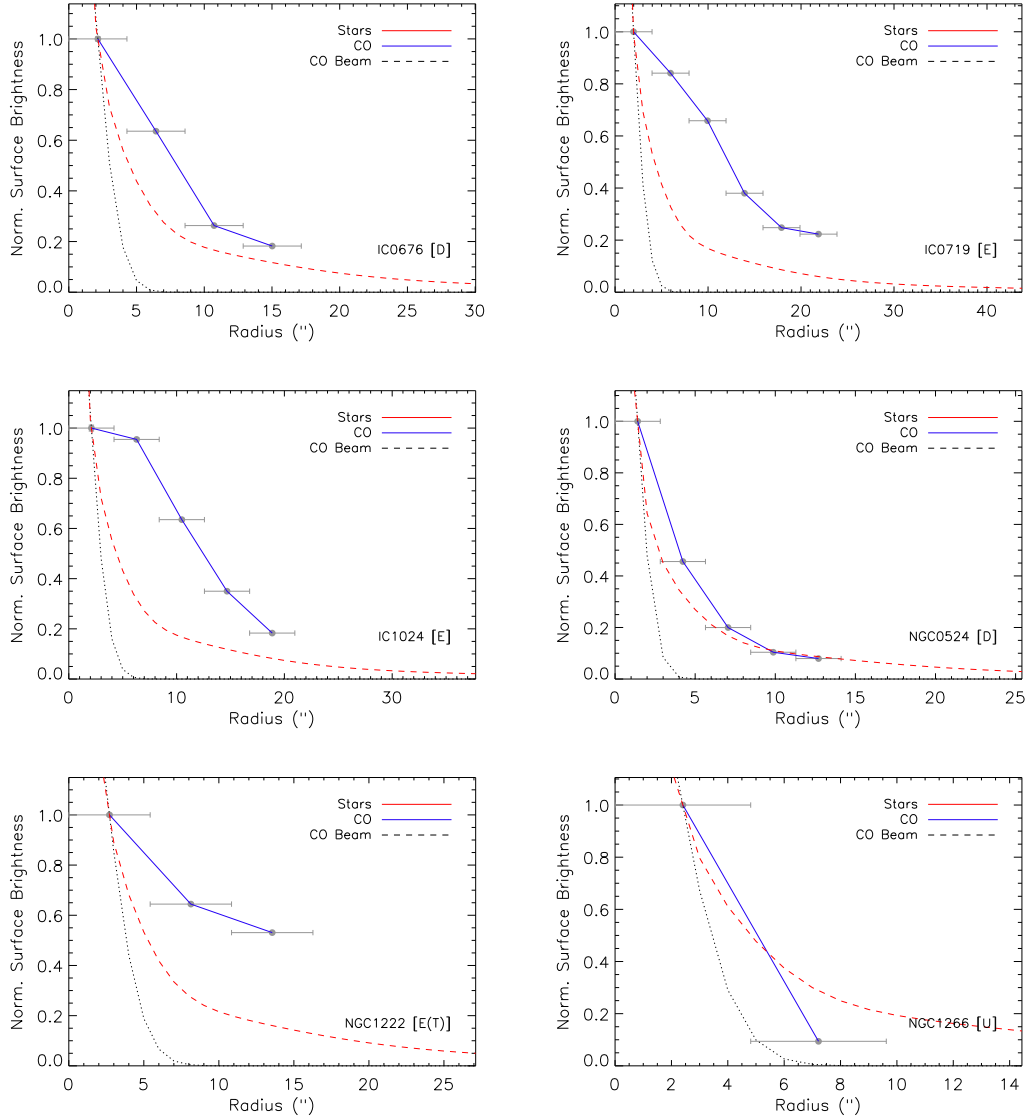 Norm. Surface Brightness
1.0
0.8
0.6
0.4
0.2
0.0
Stars
CO
CO Beam
IC0676 [D]
0 5 10 15 20 25 30
Radius (")
Norm. Surface Brightness
1.0
0.8
0.6
0.4
0.2
0.0
Stars
CO
CO Beam
IC0719 [E]
0 10 20 30 40
Radius (")
Norm. Surface Brightness
1.0
0.8
0.6
0.4
0.2
0.0
Stars
CO
CO Beam
IC1024 [E]
0 10 20 30
Radius (")
Norm. Surface Brightness
1.0
0.8
0.6
0.4
0.2
0.0
Stars
CO
CO Beam
NGC0524 [D]
0 5 10 15 20 25
Radius (")
Norm. Surface Brightness
1.0
0.8
0.6
0.4
0.2
0.0
Stars
CO
CO Beam
NGC1222 [E(T)]
0 5 10 15 20 25
Radius (")
Norm. Surface Brightness
1.0
0.8
0.6
0.4
0.2
0.0
Stars
CO
CO Beam
NGC1266 [U]
0 2 4 6 8 10 12 14
Radius (")